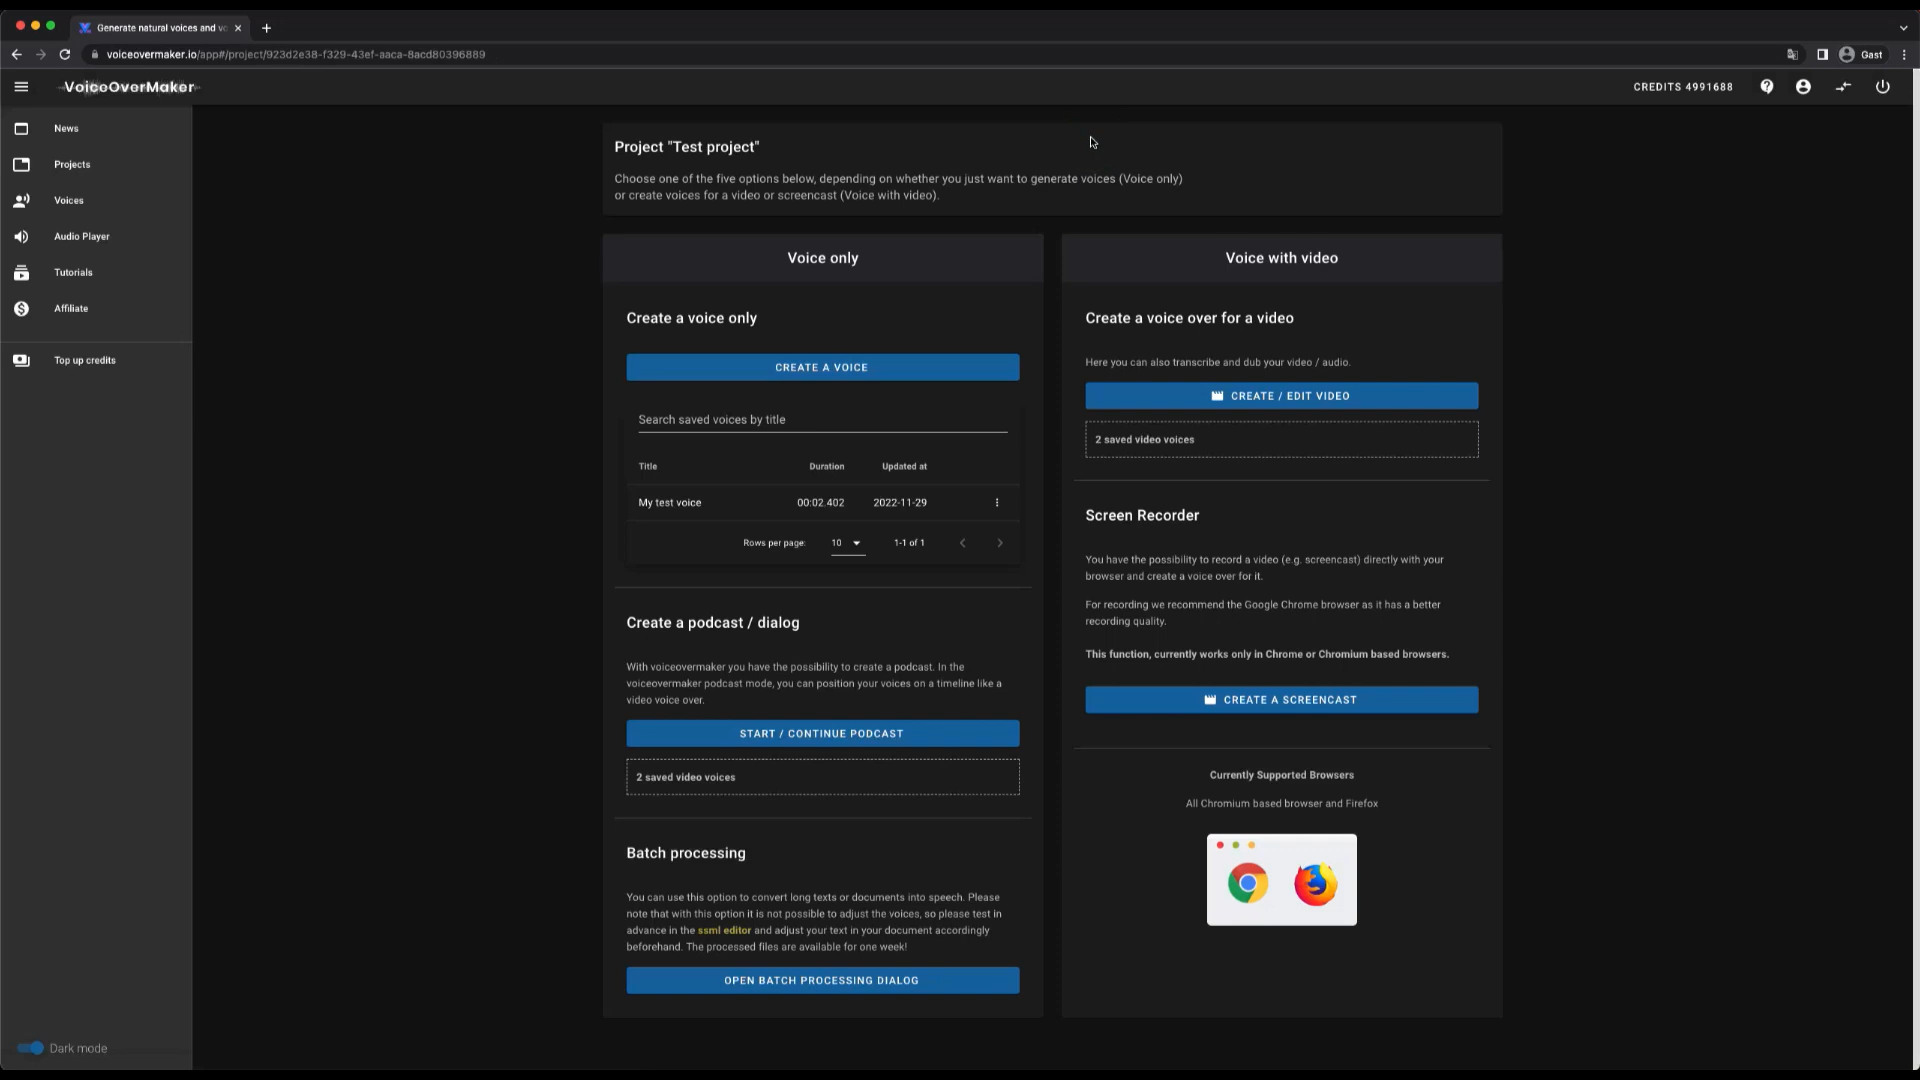 Generate natural voices and vo
voiceovermaker.io/app#/project/923d2e38-f329-43ef-aaca-8acd80396889
Gast
VoiceOverMaker
CREDITS 4991688
News
Projects
Voices
Audio Player
Tutorials
Affiliate
Top up credits
Dark mode
Project "Test project"
Choose one of the five options below, depending on whether you just want to generate voices (Voice only)
or create voices for a video or screencast (Voice with video).
Voice only
Create a voice only
CREATE A VOICE
Search saved voices by title
Title Duration Updated at
My test voice 00:02.402 2022-11-29
Rows per page: 10 1-1 of 1
Create a podcast / dialog
With voiceovermaker you have the possibility to create a podcast. In the
voiceovermaker podcast mode, you can position your voices on a timeline like a
video voice over.
START / CONTINUE PODCAST
2 saved video voices
Batch processing
You can use this option to convert long texts or documents into speech. Please
note that with this option it is not possible to adjust the voices, so please test in
advance in the ssml editor and adjust your text in your document accordingly
beforehand. The processed files are available for one week!
OPEN BATCH PROCESSING DIALOG
Voice with video
Create a voice over for a video
Here you can also transcribe and dub your video / audio.
CREATE / EDIT VIDEO
2 saved video voices
Screen Recorder
You have the possibility to record a video (e.g. screencast) directly with your
browser and create a voice over for it.
For recording we recommend the Google Chrome browser as it has a better
recording quality.
This function, currently works only in Chrome or Chromium based browsers.
CREATE A SCREENCAST
Currently Supported Browsers
All Chromium based browser and Firefox